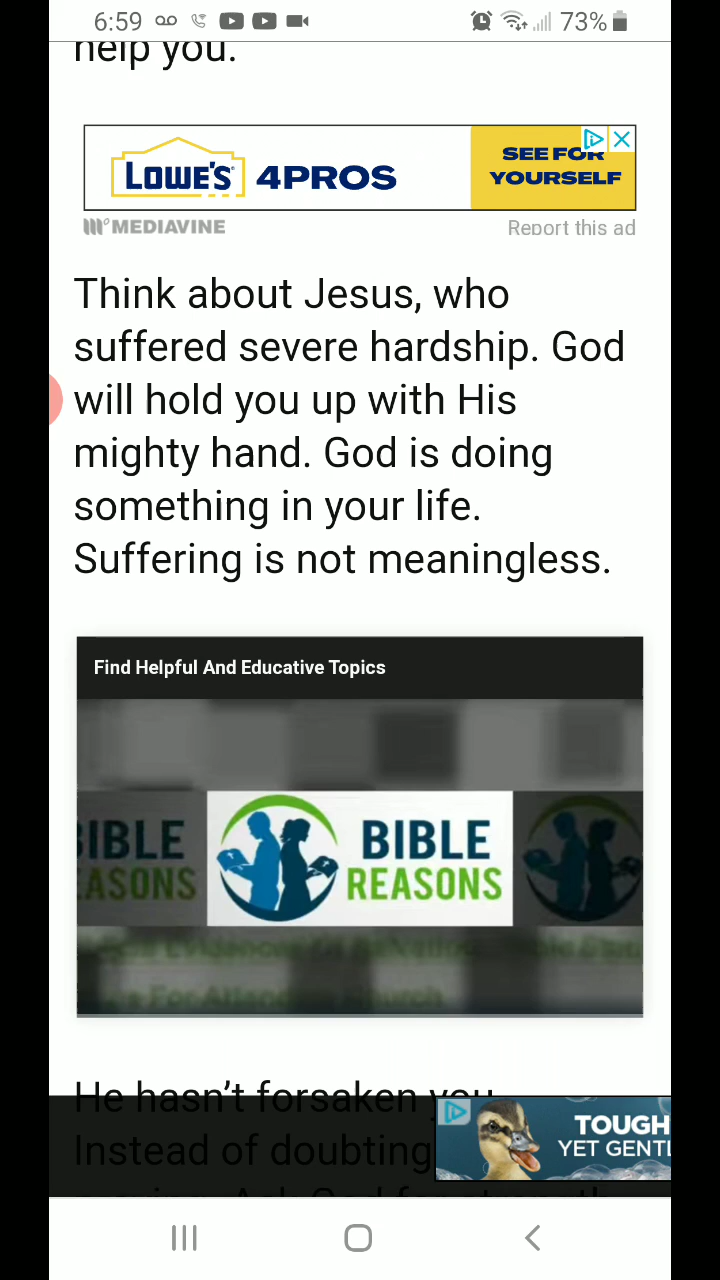 6:59
73%
help you.
LOWE'S 4PROS
SEE FOR
YOURSELF
MEDIAVINE
Report this ad
Think about Jesus, who
suffered severe hardship. God
will hold you up with His
mighty hand. God is doing
something in your life.
Suffering is not meaningless.
Find Helpful And Educative Topics
IBLE
EASONS
BIBLE
REASONS
He hasn't forsaken you.
Instead of doubting
TOUGH
YET GENTL